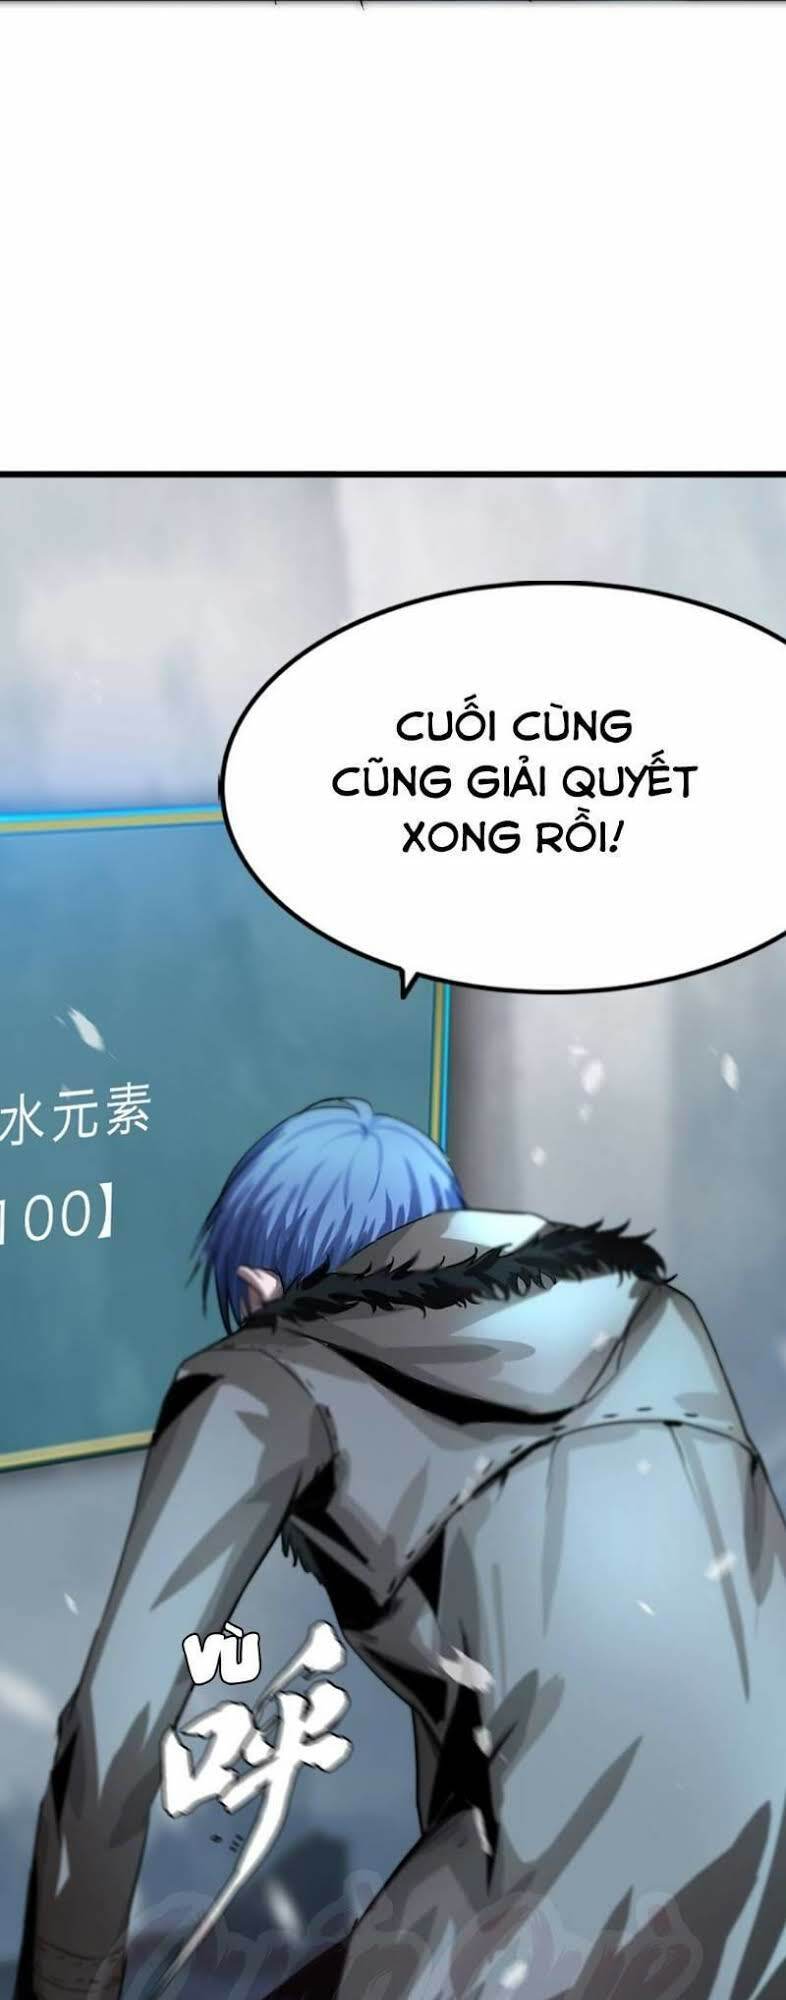 CUỐI CÙNG
CŨNG GIẢI QUYẾT
XONG RỒI!
水元素
100】
VÙ
呼